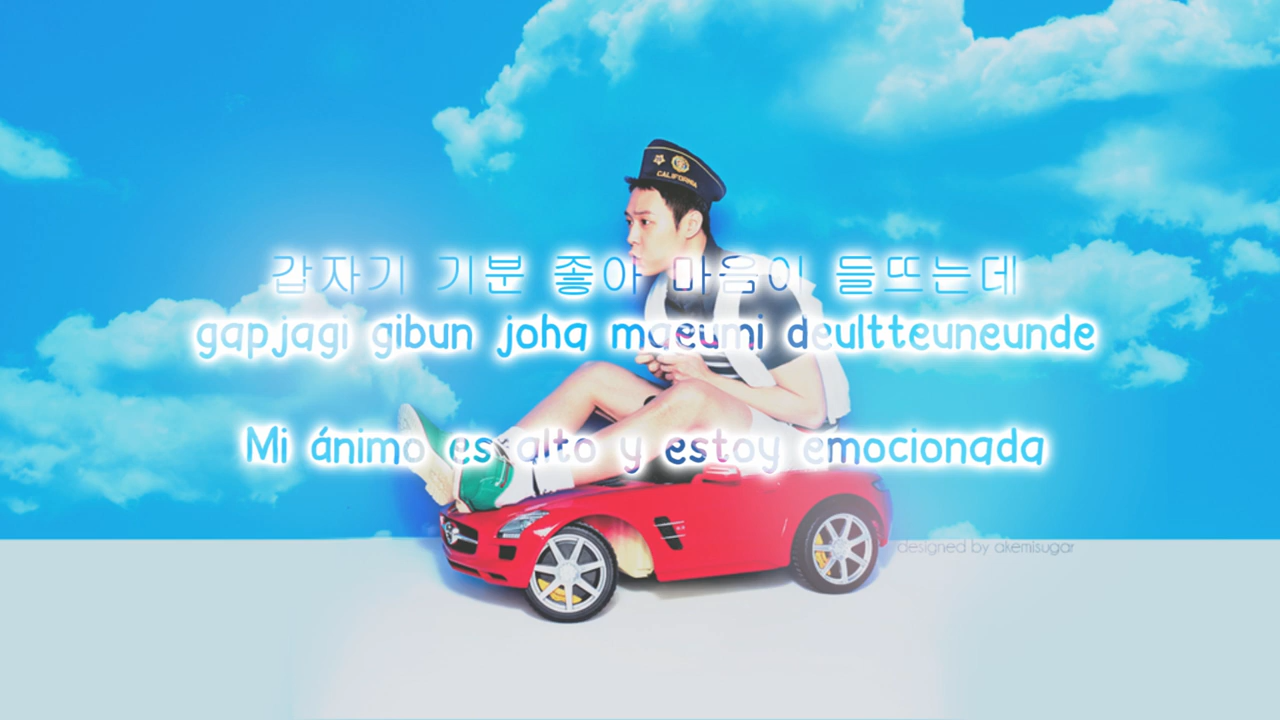 CALIFORNIA
갑자기 기분 좋아 마음이 들뜨는데
gapjagi gibun joha maeumi deultteuneunde
Mi ánimo es alto y estoy emocionada
designed by akemisugar